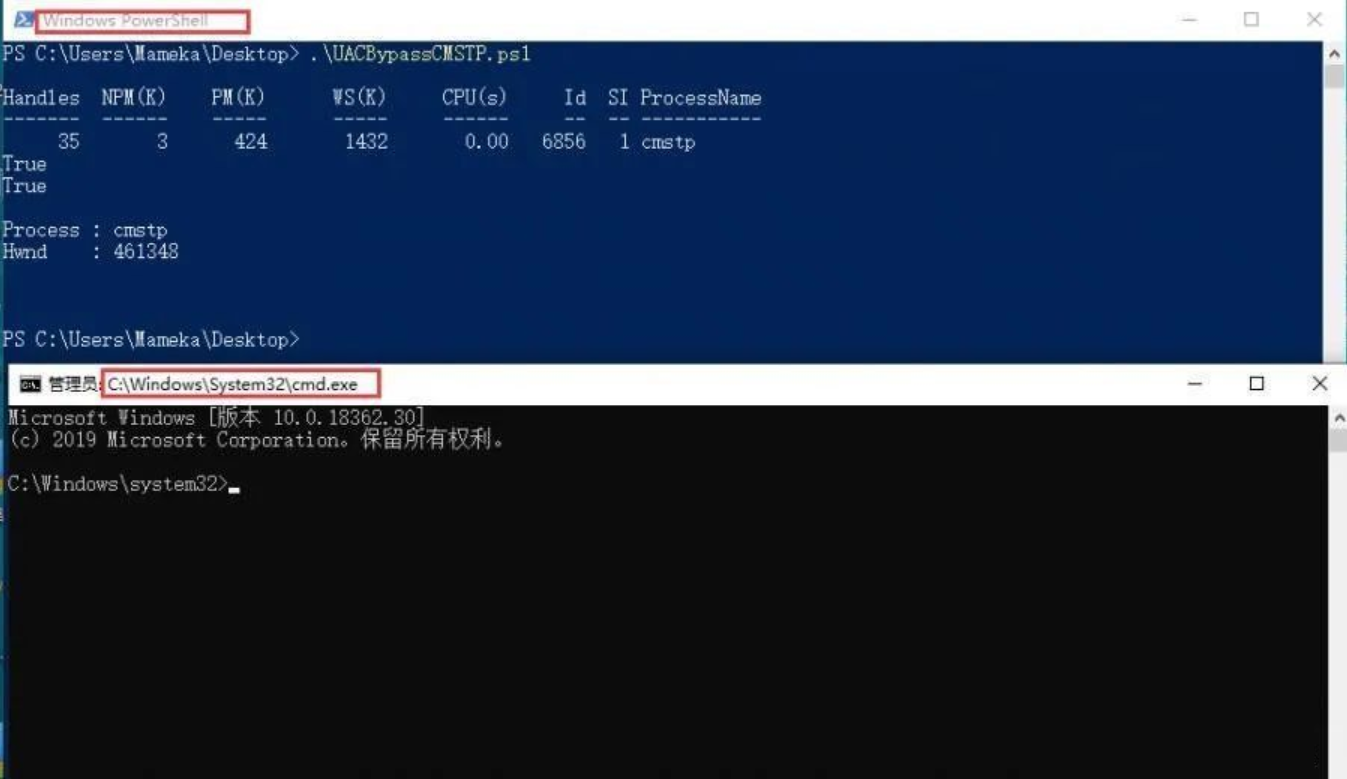 Windows PowerShell
PS C:\Users\Mameka\Desktop> .\UACBypassCMSTP.ps1
Handles NPM(K) PM(K) WS(K) CPU(s) Id SI ProcessName
------- ------ ----- ----- ------ -- -- -----------
35 3 424 1432 0.00 6856 1 cmstp
True
True
Process : cmstp
Hwnd : 461348
PS C:\Users\Mameka\Desktop>
管理员: C:\Windows\System32\cmd.exe
Microsoft Windows [版本 10.0.18362.30]
(c) 2019 Microsoft Corporation。保留所有权利。
C:\Windows\system32>